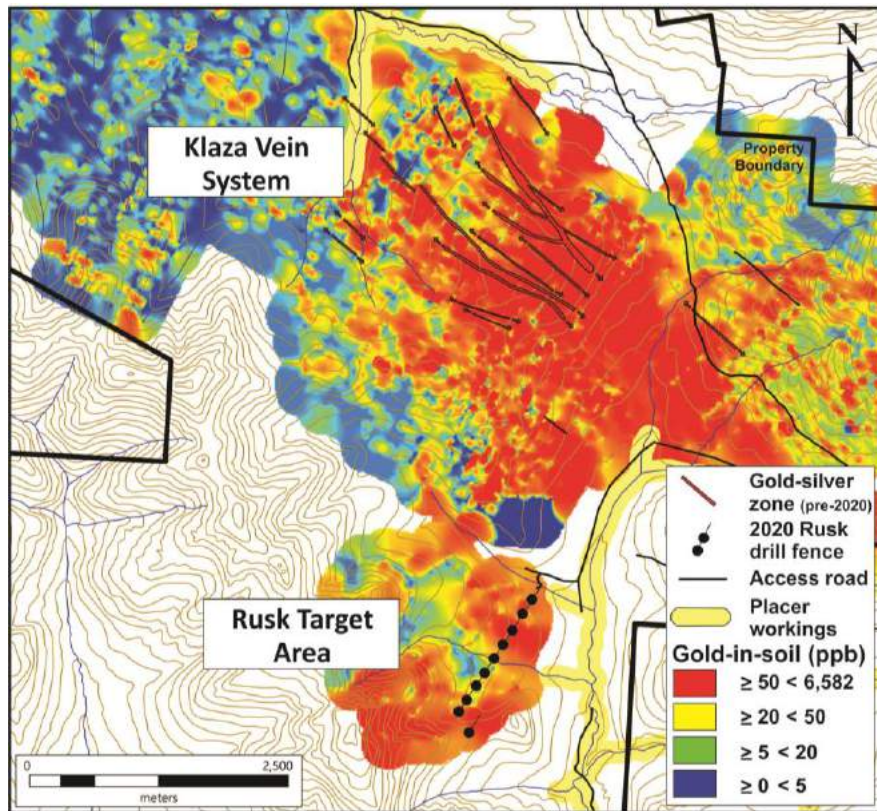 N
Klaza Vein
System
Property
Boundary
Rusk Target
Area
Gold-silver
zone (pre-2020)
2020 Rusk
drill fence
Access road
Placer
workings
Gold-in-soil (ppb)
≥ 50 < 6,582
≥ 20 < 50
≥ 5 < 20
≥ 0 < 5
0 2,500
meters